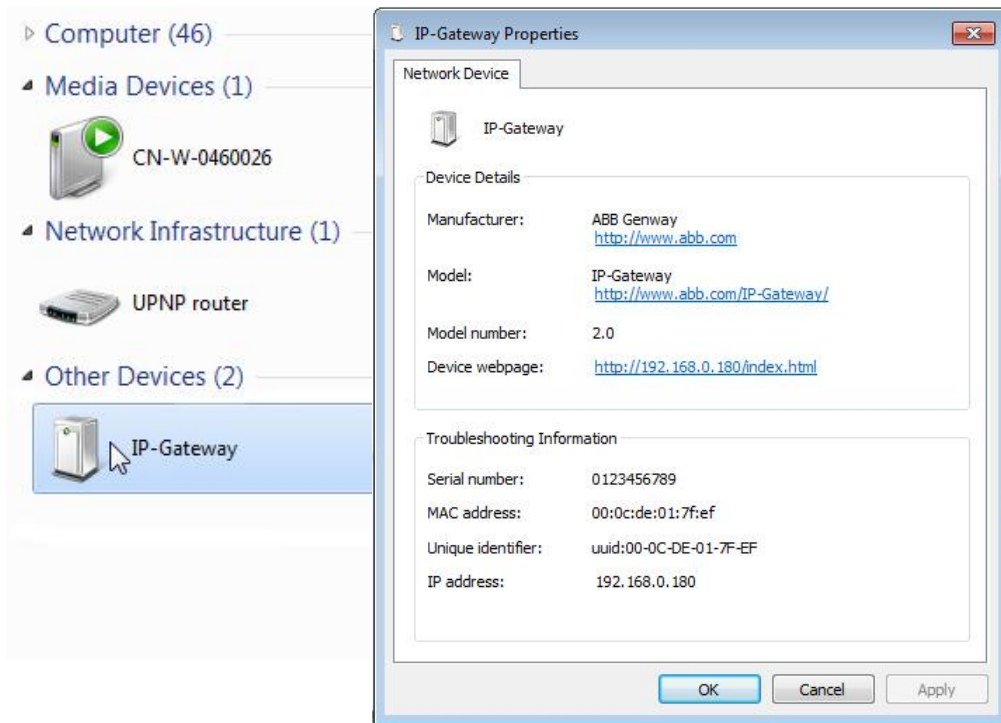 Computer (46)
Media Devices (1)
CN-W-0460026
Network Infrastructure (1)
UPNP router
Other Devices (2)
IP-Gateway
IP-Gateway Properties
Network Device
IP-Gateway
Device Details
Manufacturer: ABB Genway
http://www.abb.com
Model: IP-Gateway
http://www.abb.com/IP-Gateway/
Model number: 2.0
Device webpage: http://192.168.0.180/index.html
Troubleshooting Information
Serial number: 0123456789
MAC address: 00:0c:de:01:7f:ef
Unique identifier: uuid:00-0C-DE-01-7F-EF
IP address: 192.168.0.180
OK Cancel Apply